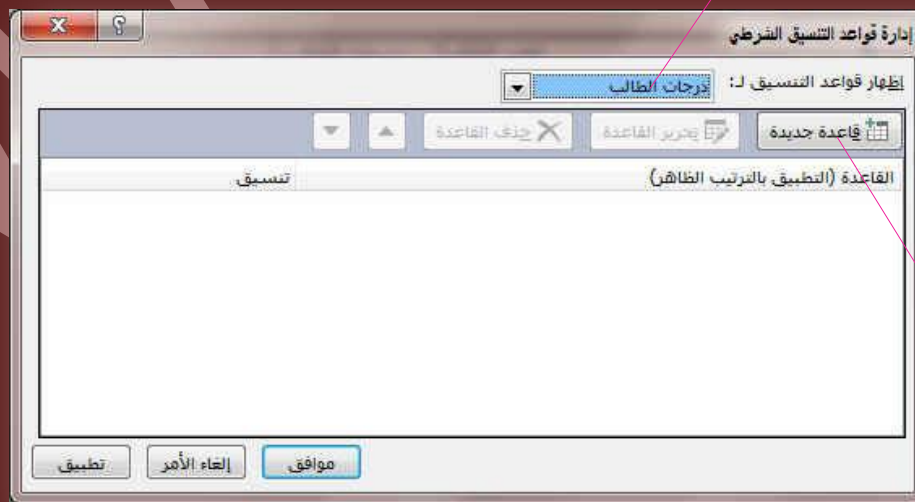 إدارة قواعد التنسيق الشرطي
إظهار قواعد التنسيق لـ: درجات الطالب
قاعدة جديدة تحرير القاعدة حذف القاعدة
القاعدة (التطبيق بالترتيب الظاهر) تنسيق
موافق إلغاء الأمر تطبيق